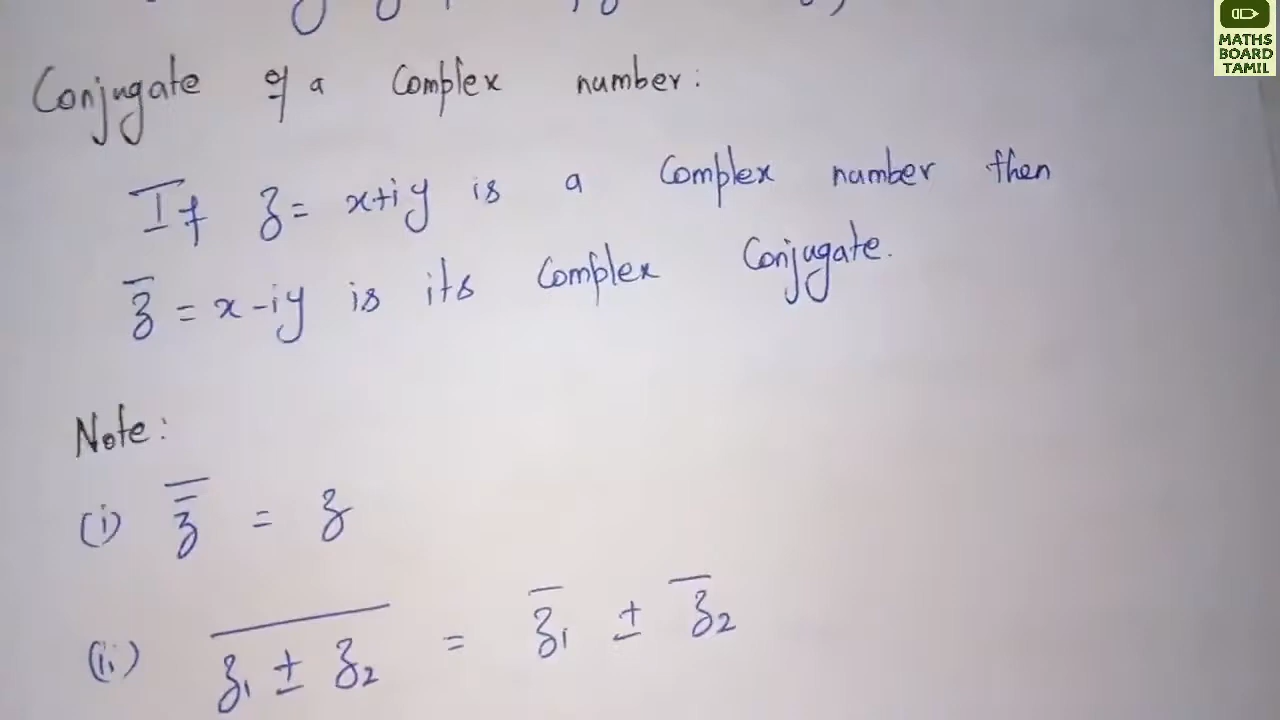 MATHS
BOARD
TAMIL
Conjugate of a Complex number:
If z = x+iy is a Complex number then
z̅ = x-iy is its Complex Conjugate.
Note:
(i) z̿ = z
(ii) \overline{z₁ ± z₂} = z̅₁ ± z̅₂